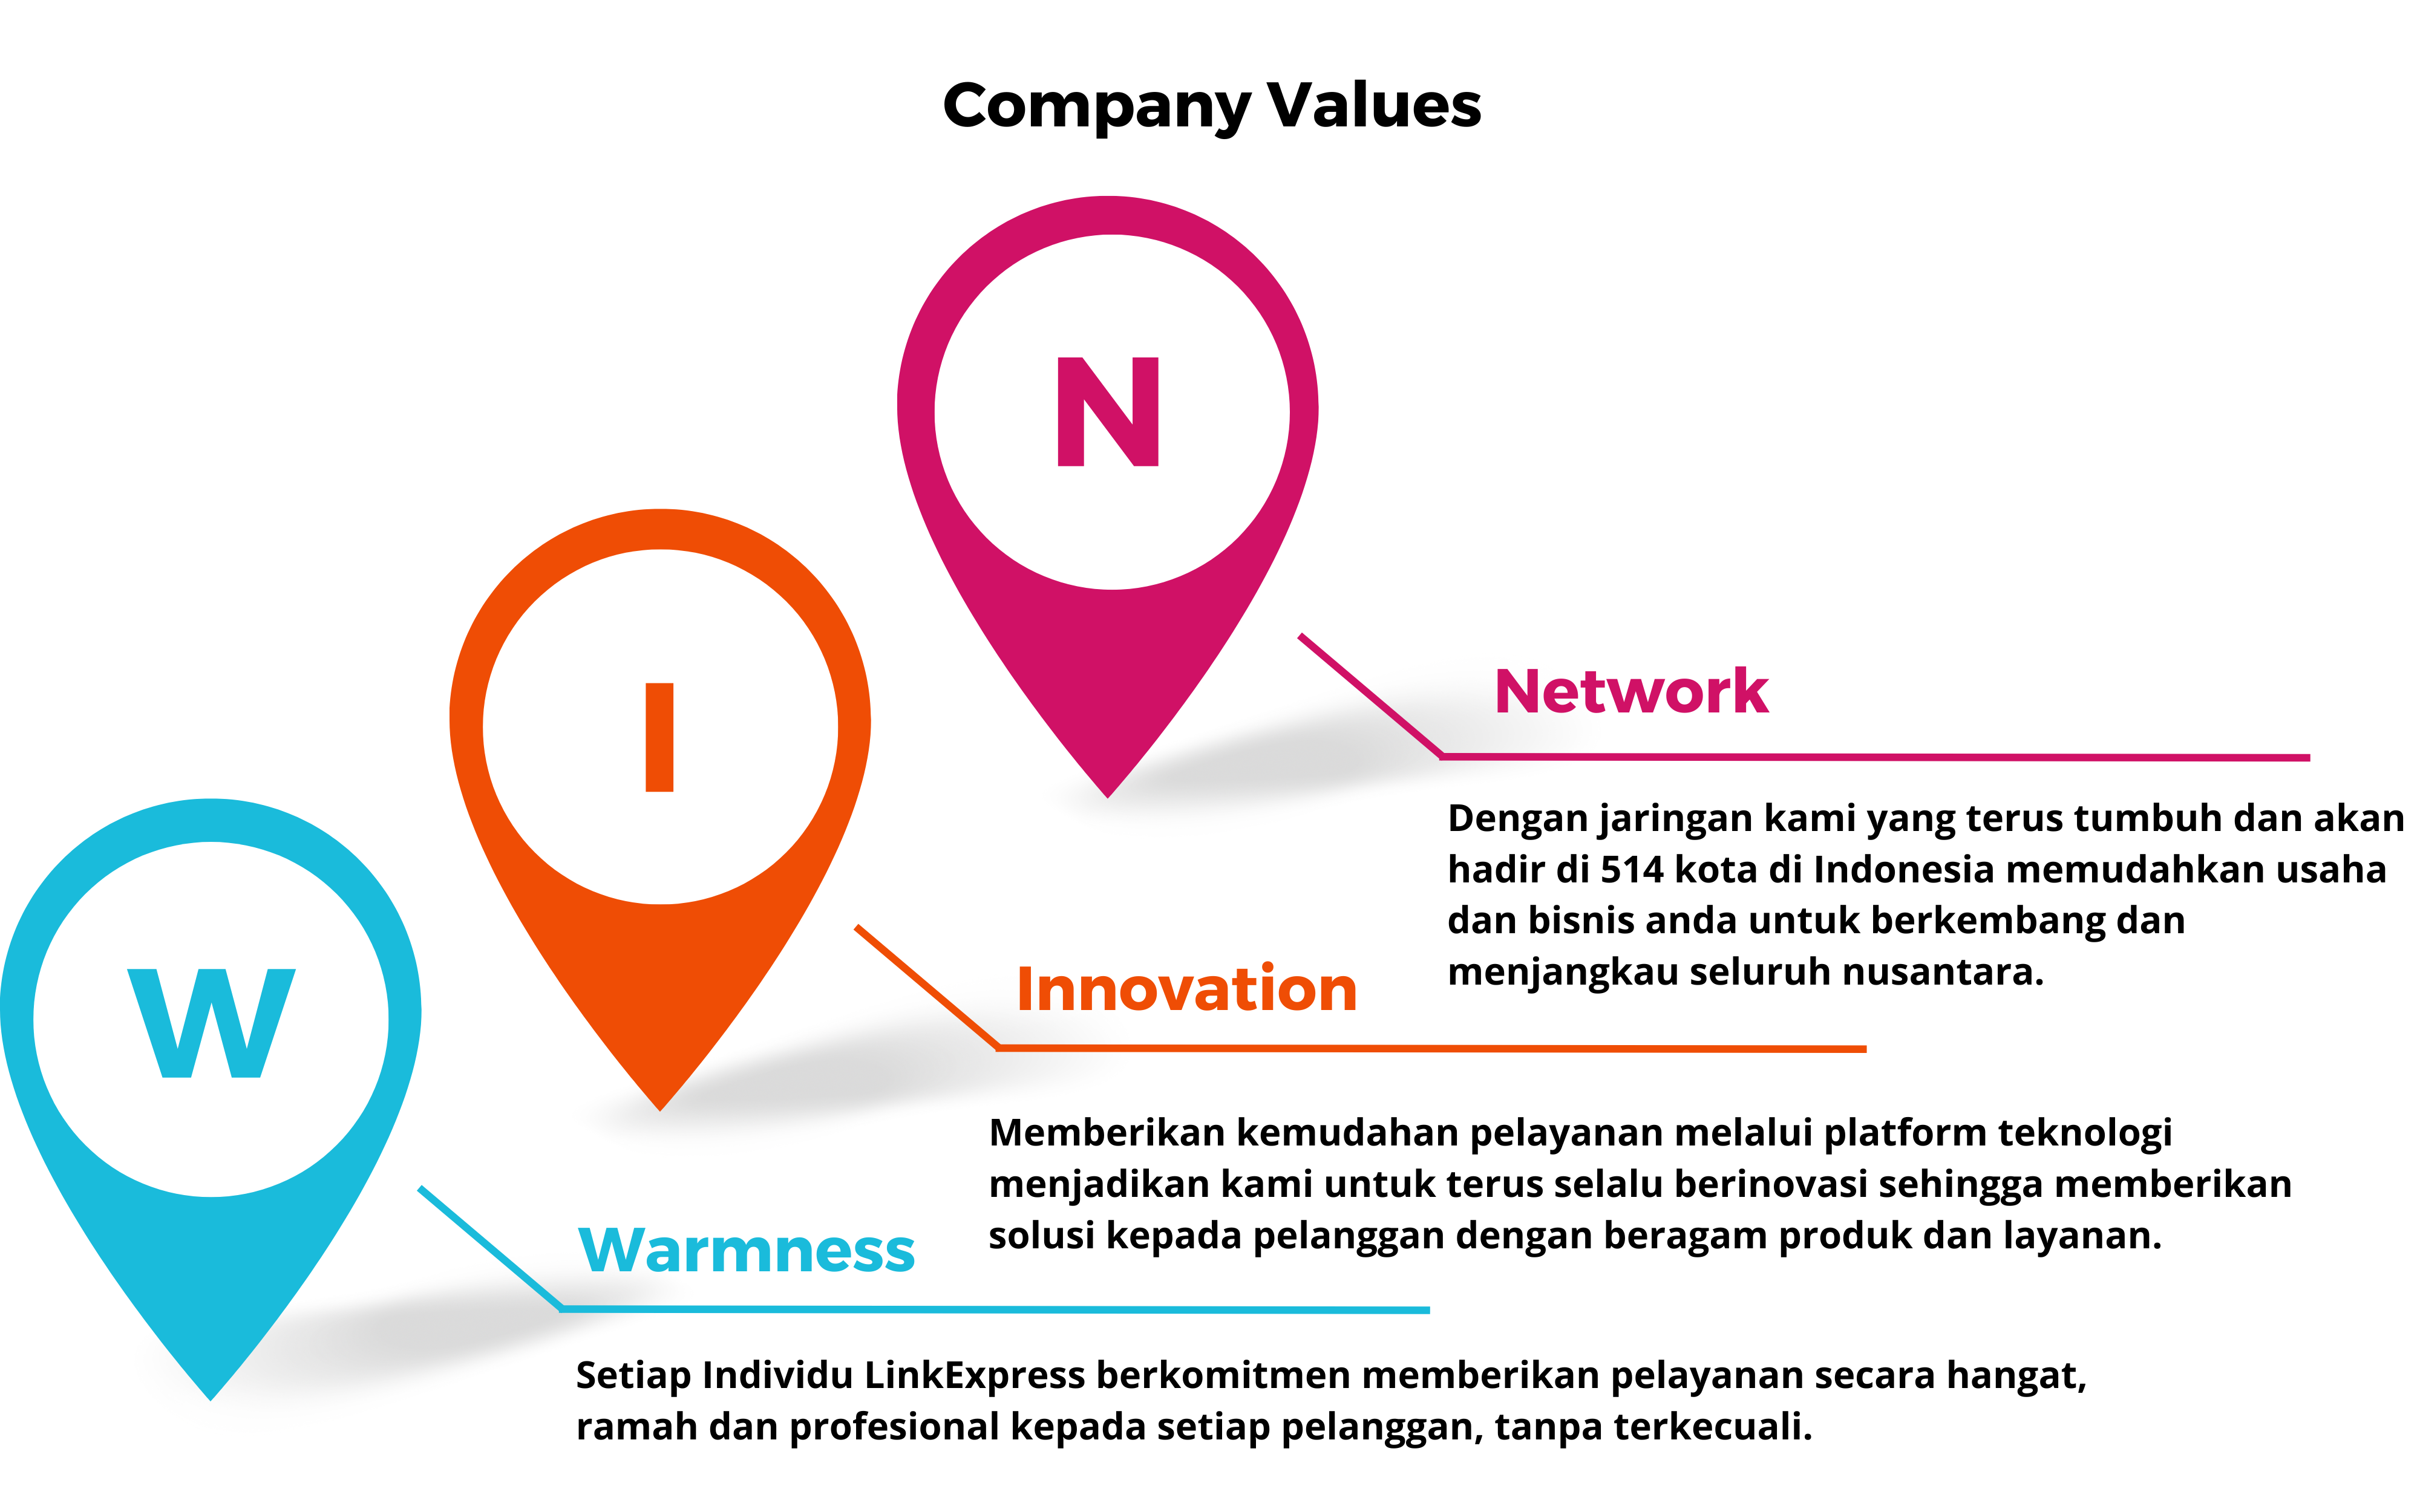 Company Values
N
Network
Dengan jaringan kami yang terus tumbuh dan akan
hadir di 514 kota di Indonesia memudahkan usaha
dan bisnis anda untuk berkembang dan
menjangkau seluruh nusantara.
I
Innovation
Memberikan kemudahan pelayanan melalui platform teknologi
menjadikan kami untuk terus selalu berinovasi sehingga memberikan
solusi kepada pelanggan dengan beragam produk dan layanan.
W
Warmness
Setiap Individu LinkExpress berkomitmen memberikan pelayanan secara hangat,
ramah dan profesional kepada setiap pelanggan, tanpa terkecuali.